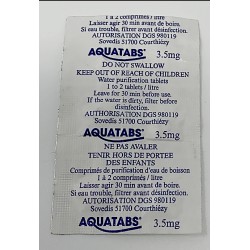 1 à 2 comprimés / litre
Laisser agir 30 min avant de boire.
Si eau trouble, filtrer avant désinfection.
AUTORISATION DGS 980119
Sovedis 51700 Courthiézy
AQUATABS® 3.5mg
DO NOT SWALLOW
KEEP OUT OF REACH OF CHILDREN
Water purification tablets
1 to 2 tablets / litre
Leave for 30 min before use.
If the water is dirty, filter before
disinfection.
AUTHORISATION DGS 980119
Sovedis 51700 Courthiézy
AQUATABS® 3.5mg
NE PAS AVALER
TENIR HORS DE PORTEE
DES ENFANTS
Comprimés de purification d'eau de boisson
1 à 2 comprimés / litre
Laisser agir 30 min avant de boire.
Si eau trouble, filtrer avant désinfection.
AUTORISATION DGS 980119
Sovedis 51700 Courthiézy
AQUATABS® 3.5mg